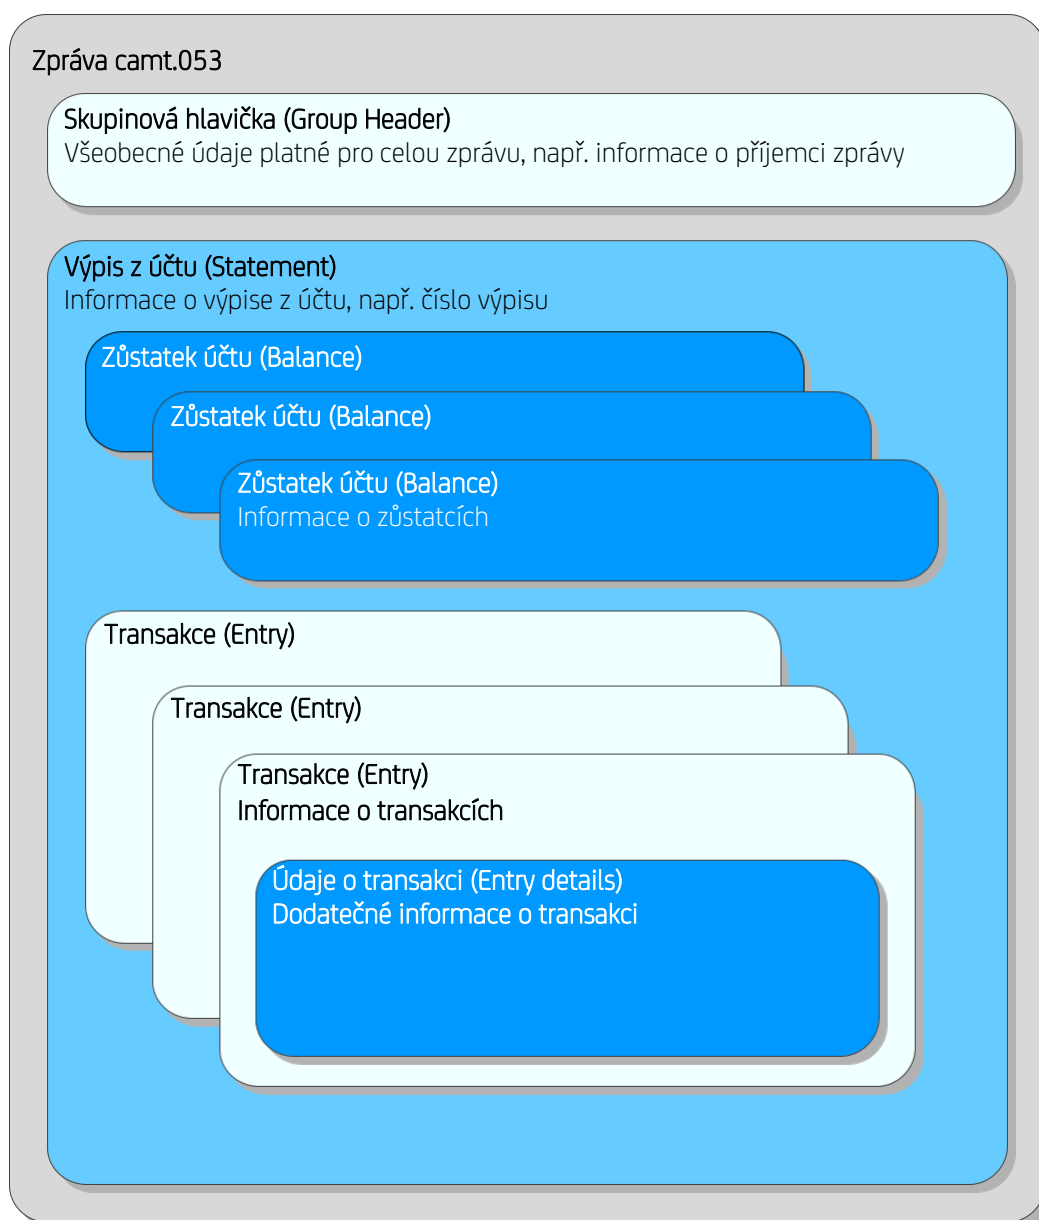 Zpráva camt.053
Skupinová hlavička (Group Header)
Všeobecné údaje platné pro celou zprávu, např. informace o příjemci zprávy
Výpis z účtu (Statement)
Informace o výpise z účtu, např. číslo výpisu
Zůstatek účtu (Balance)
Zůstatek účtu (Balance)
Zůstatek účtu (Balance)
Informace o zůstatcích
Transakce (Entry)
Transakce (Entry)
Transakce (Entry)
Informace o transakcích
Údaje o transakci (Entry details)
Dodatečné informace o transakci